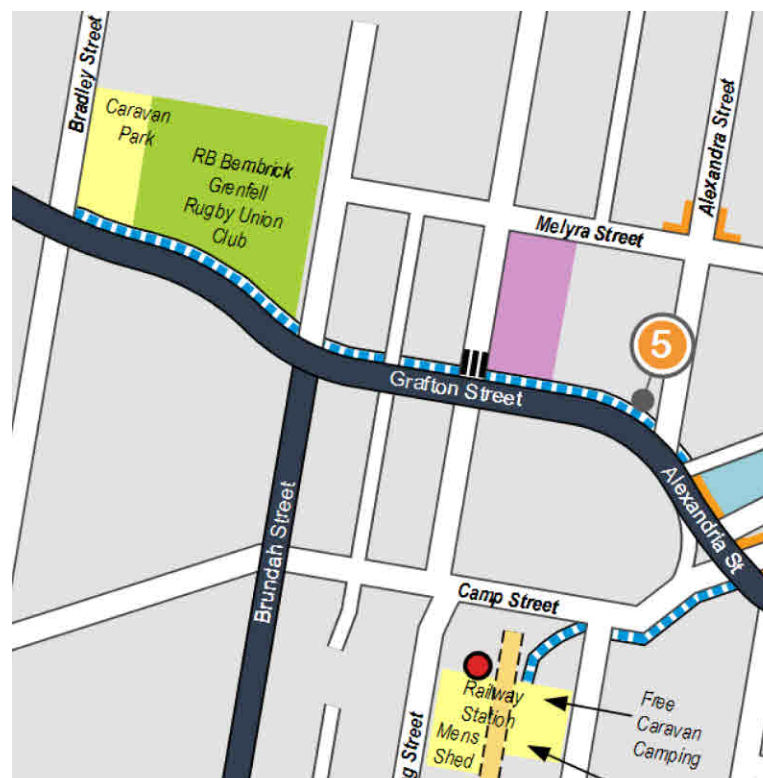 Bradley Street
Caravan
Park
RB Bembrick
Grenfell
Rugby Union
Club
Alexandra Street
Melyra Street
5
Grafton Street
Alexandria St
Brundah Street
Camp Street
Railway
Station
Mens
Shed
g Street
Free
Caravan
Camping